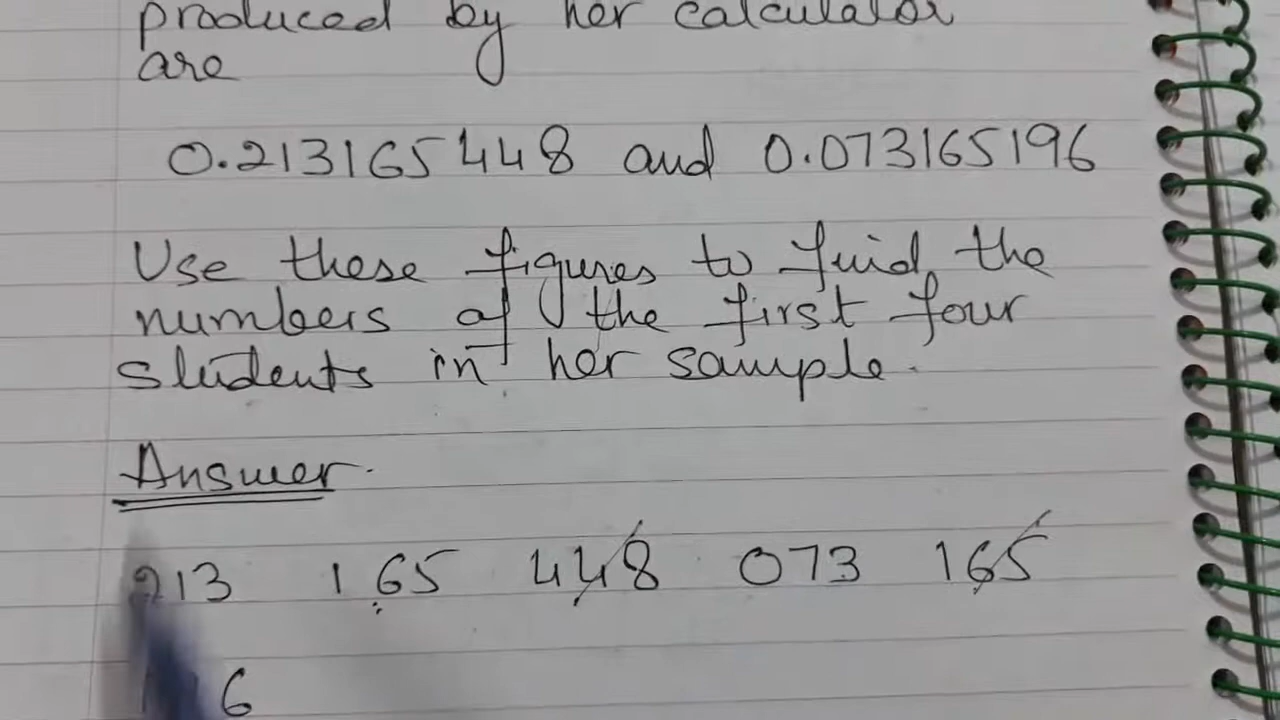 produced by her calculator
are
0.213165448 and 0.073165196
Use these figures to find the
numbers of the first four
students in her sample.
Answer.
213 165 448 073 165
6